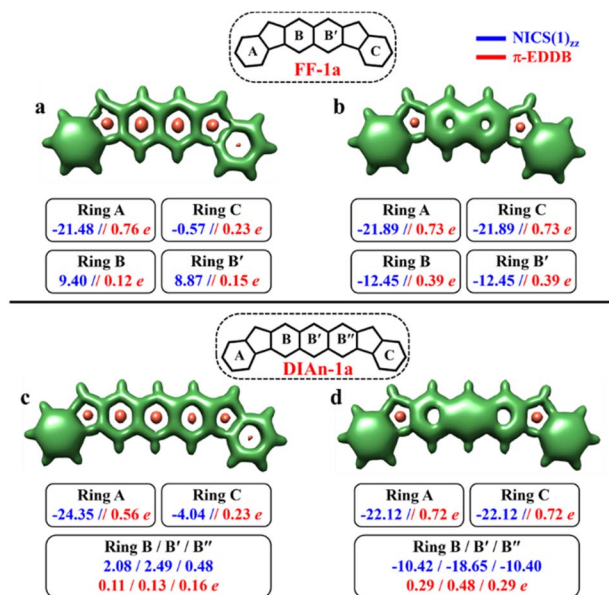 B B′
A C
FF-1a
NICS(1)zz
π-EDDB
a
b
Ring A
-21.48 // 0.76 e
Ring C
-0.57 // 0.23 e
Ring A
-21.89 // 0.73 e
Ring C
-21.89 // 0.73 e
Ring B
9.40 // 0.12 e
Ring B′
8.87 // 0.15 e
Ring B
-12.45 // 0.39 e
Ring B′
-12.45 // 0.39 e
B B′ B″
A C
DIAn-1a
c
d
Ring A
-24.35 // 0.56 e
Ring C
-4.04 // 0.23 e
Ring A
-22.12 // 0.72 e
Ring C
-22.12 // 0.72 e
Ring B / B′ / B″
2.08 / 2.49 / 0.48
0.11 / 0.13 / 0.16 e
Ring B / B′ / B″
-10.42 / -18.65 / -10.40
0.29 / 0.48 / 0.29 e